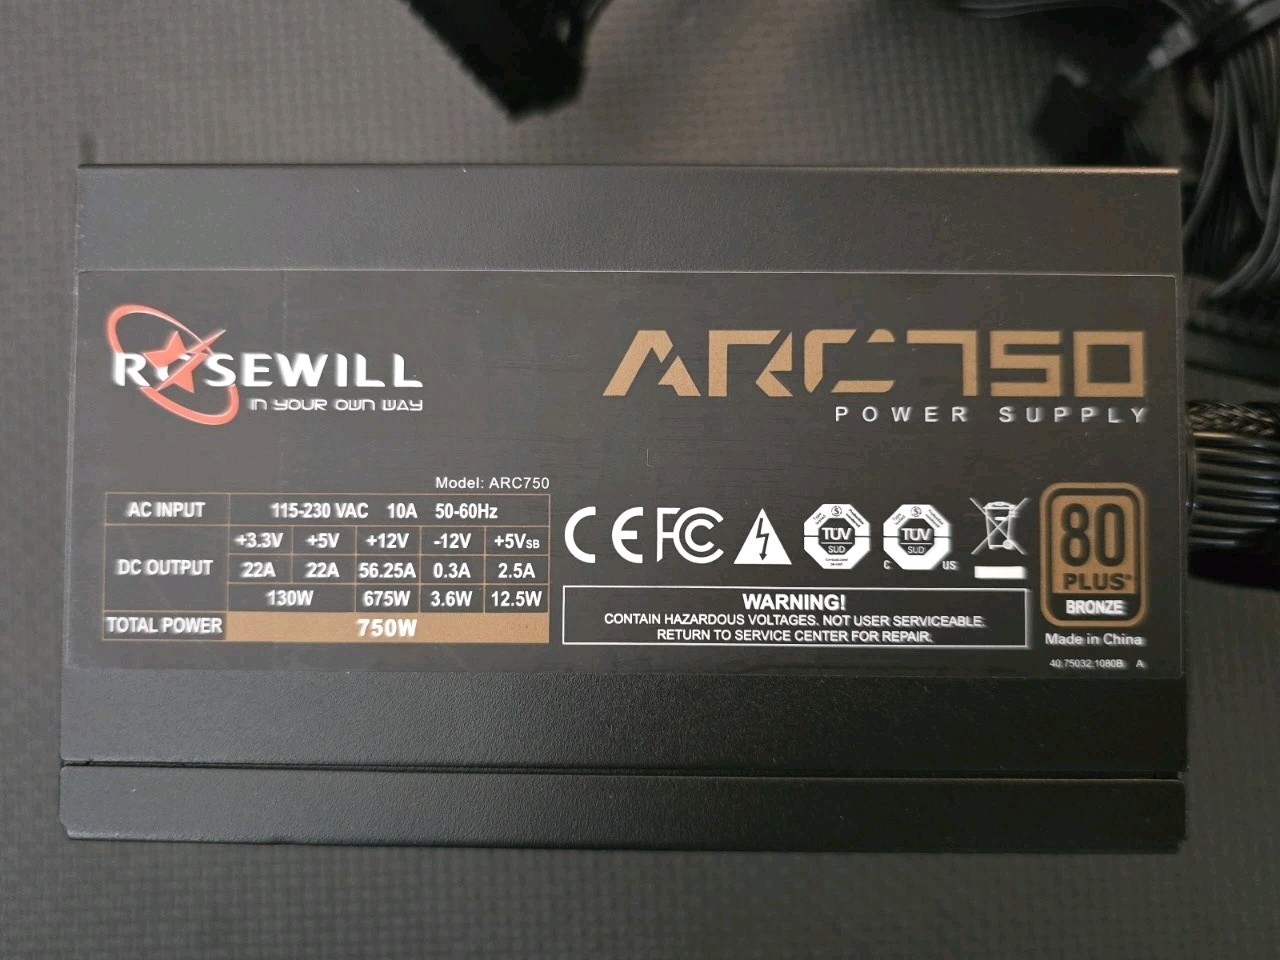 ROSEWILL
IN YOUR OWN WAY
ARC750
POWER SUPPLY
Model: ARC750
AC INPUT 115-230 VAC 10A 50-60Hz
DC OUTPUT +3.3V +5V +12V -12V +5VSB
22A 22A 56.25A 0.3A 2.5A
130W 675W 3.6W 12.5W
TOTAL POWER 750W
CE FC
TÜV
SUD
TÜV
SUD
C US
80
PLUS®
BRONZE
WARNING!
CONTAIN HAZARDOUS VOLTAGES. NOT USER SERVICEABLE.
RETURN TO SERVICE CENTER FOR REPAIR.
Made in China
40.75032.1080B A